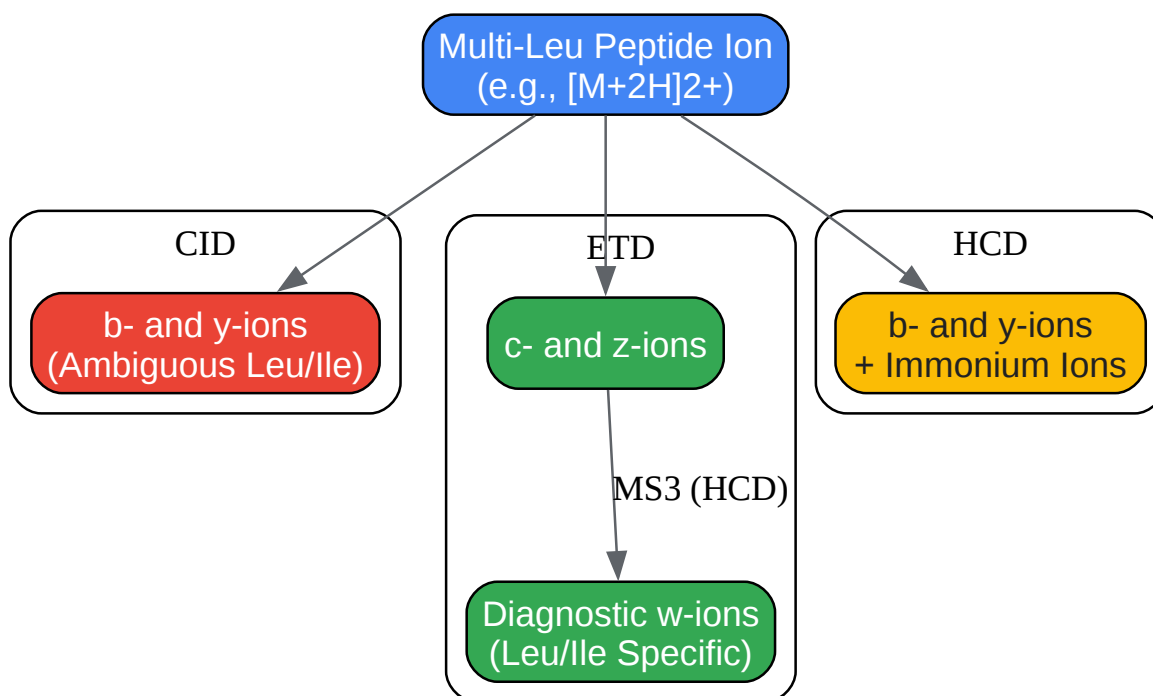 Multi-Leu Peptide Ion
(e.g., [M+2H]2+)
CID
b- and y-ions
(Ambiguous Leu/Ile)
ETD
c- and z-ions
MS3 (HCD)
Diagnostic w-ions
(Leu/Ile Specific)
HCD
b- and y-ions
+ Immonium Ions